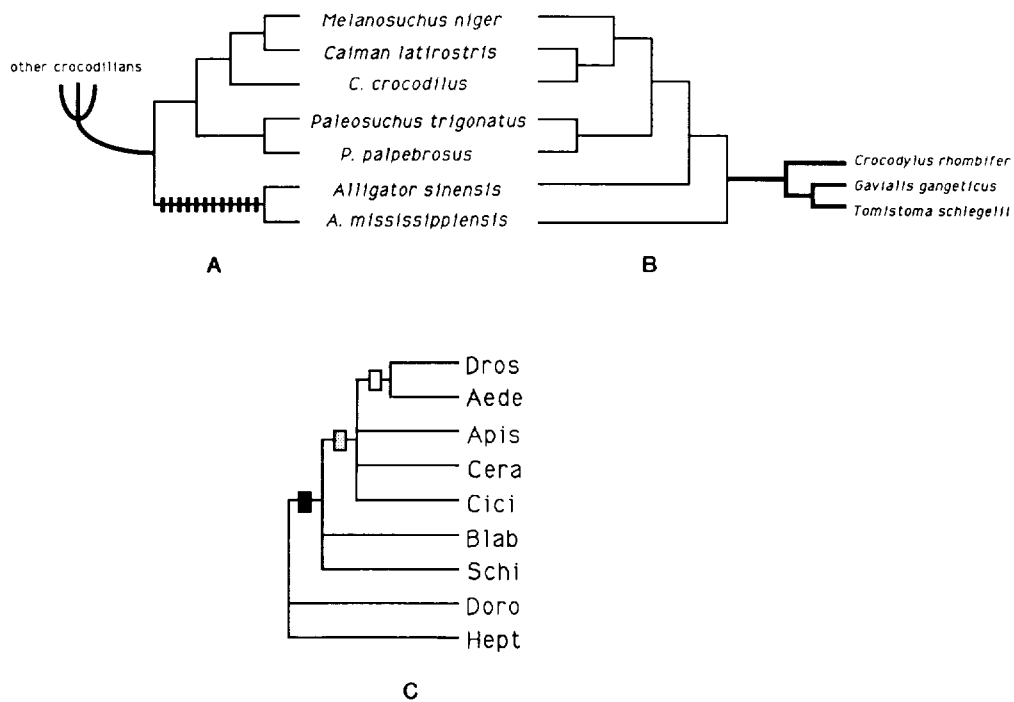 other crocodilians
Melanosuchus niger
Caiman latirostris
C. crocodilus
Paleosuchus trigonatus
P. palpebrosus
Alligator sinensis
A. mississippiensis
Crocodylus rhombifer
Gavialis gangeticus
Tomistoma schlegelii
A
B
Dros
Aede
Apis
Cera
Cici
Blab
Schi
Doro
Hept
C